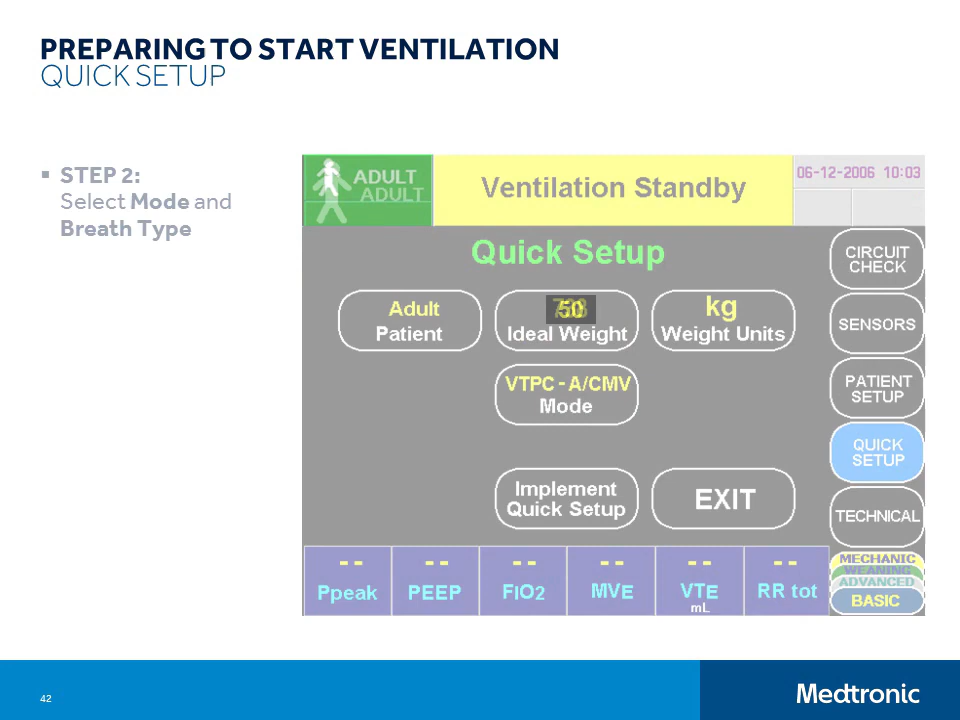 PREPARING TO START VENTILATION
QUICK SETUP
▪ STEP 2:
Select Mode and
Breath Type
ADULT
ADULT
Ventilation Standby
06-12-2006 10:03
Quick Setup
Adult
Patient
50
Ideal Weight
kg
Weight Units
VTPC - A/CMV
Mode
Implement
Quick Setup
EXIT
CIRCUIT
CHECK
SENSORS
PATIENT
SETUP
QUICK
SETUP
TECHNICAL
MECHANIC
WEANING
ADVANCED
BASIC
-- -- -- -- -- --
Ppeak PEEP FIO2 MVE VTE RR tot
mL
42
Medtronic